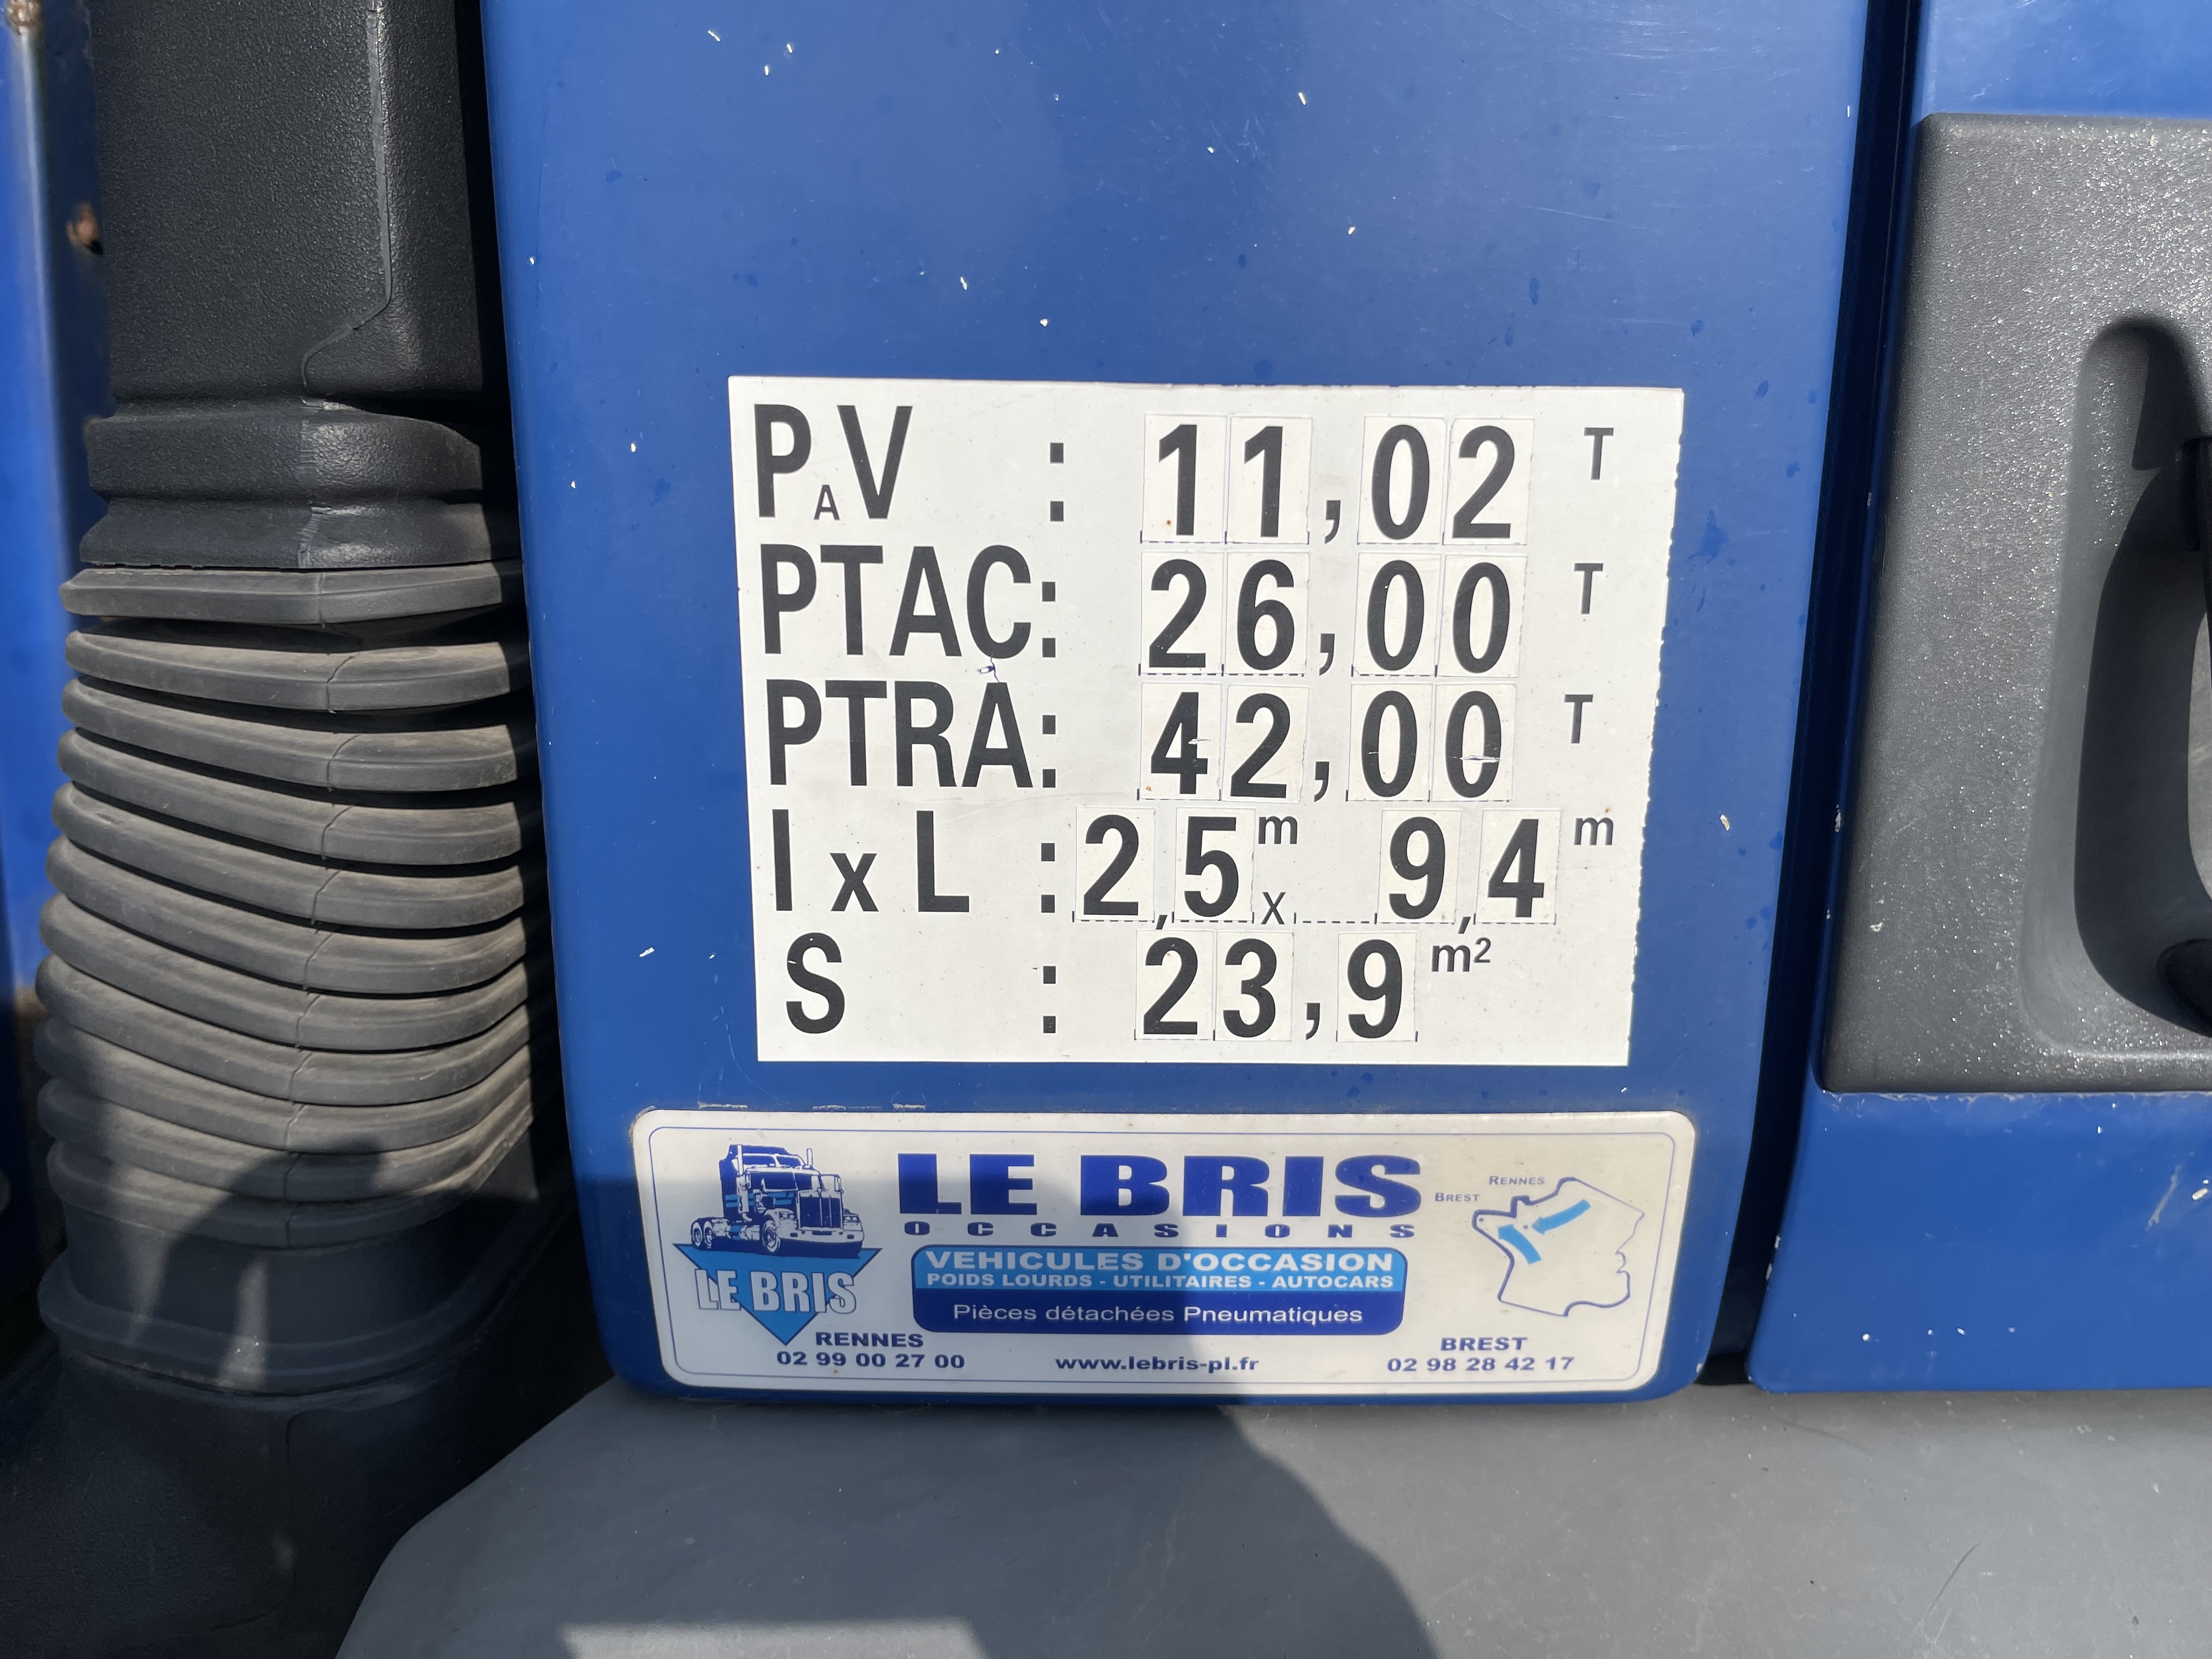 PAV : 11,02 T
PTAC: 26,00 T
PTRA: 42,00 T
l x L : 2,5 m x 9,4 m
S : 23,9 m²
LE BRIS
OCCASIONS
VEHICULES D'OCCASION
POIDS LOURDS - UTILITAIRES - AUTOCARS
Pièces détachées Pneumatiques
LE BRIS
RENNES
BREST
RENNES
02 99 00 27 00
www.lebris-pl.fr
BREST
02 98 28 42 17